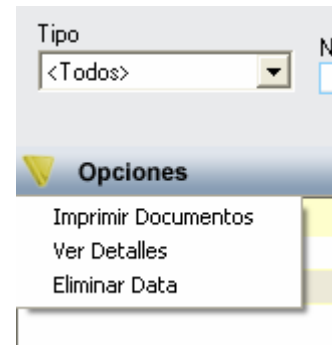 Tipo
N
<Todos>
Opciones
Imprimir Documentos
Ver Detalles
Eliminar Data